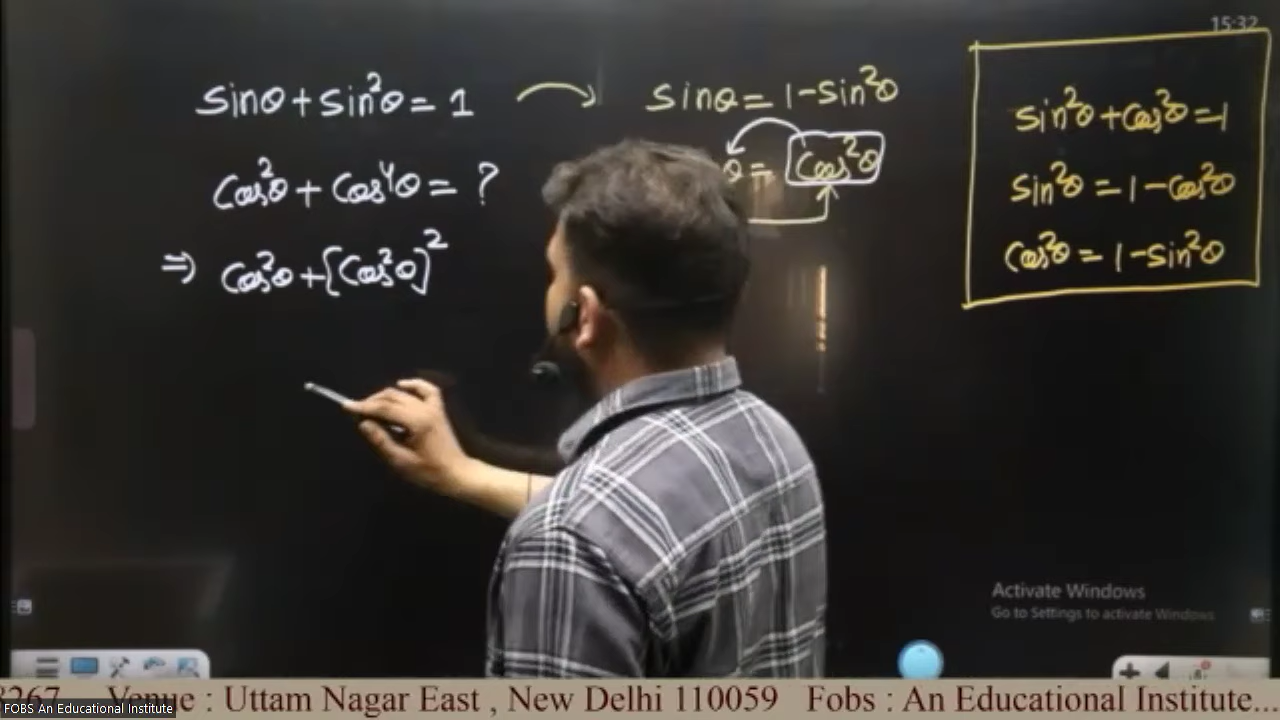 15:32
sinθ + sin²θ = 1
sinθ = 1 - sin²θ
θ = cos²θ
cos²θ + cos⁴θ = ?
⇒ cos²θ + [cos²θ]²
sin²θ + cos²θ = 1
sin²θ = 1 - cos²θ
cos²θ = 1 - sin²θ
Activate Windows
Go to Settings to activate Windows.
8267 Venue : Uttam Nagar East , New Delhi 110059 Fobs : An Educational Institute...
FOBS An Educational Institute